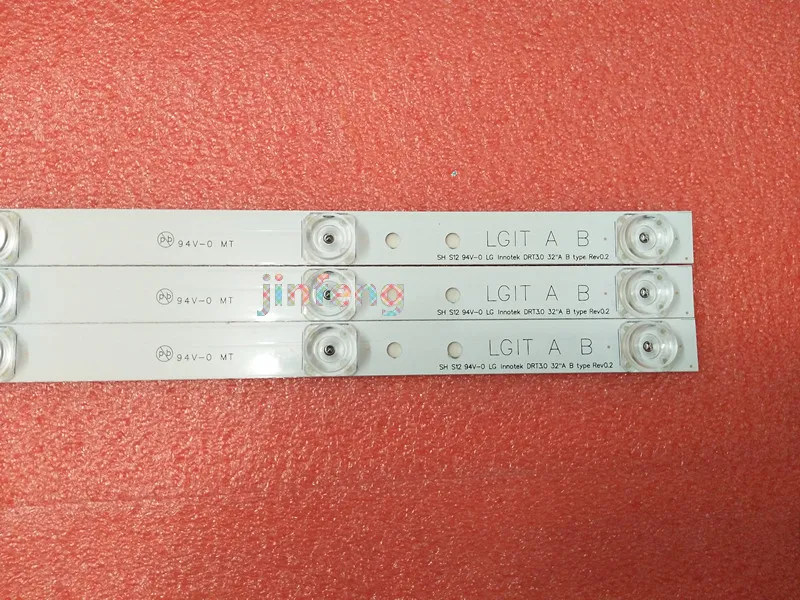 94V-0 MT LGIT A B
SH S12 94V-0 LG Innotek DRT3.0 32"A B type Rev0.2
94V-0 MT jinfeng LGIT A B
SH S12 94V-0 LG Innotek DRT3.0 32"A B type Rev0.2
94V-0 MT LGIT A B
SH S12 94V-0 LG Innotek DRT3.0 32"A B type Rev0.2